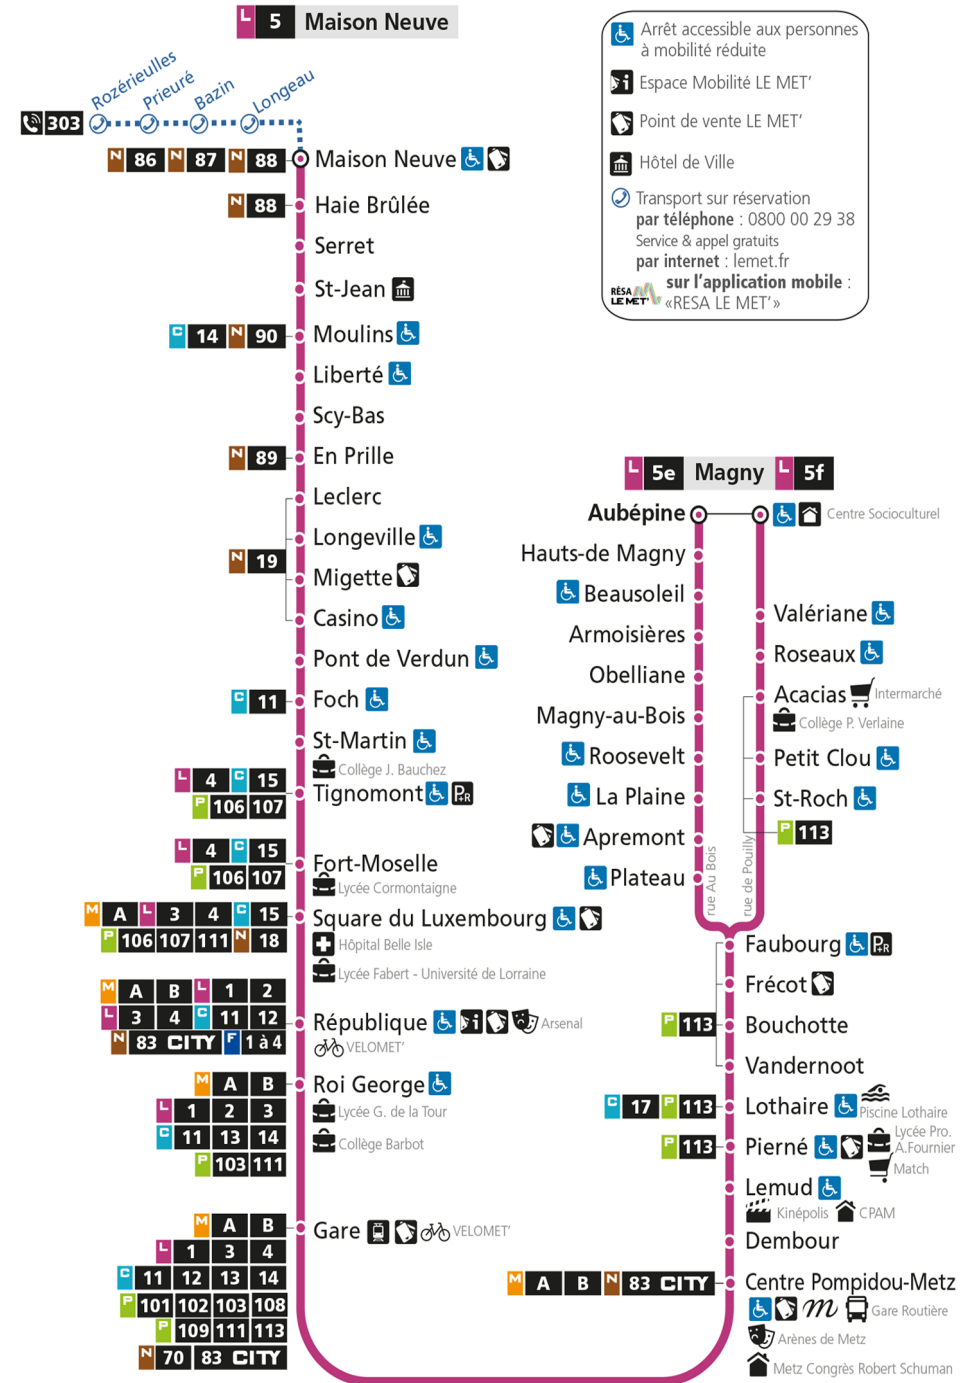 L 5 Maison Neuve
Arrêt accessible aux personnes
à mobilité réduite
Espace Mobilité LE MET'
Point de vente LE MET'
Hôtel de Ville
Transport sur réservation
par téléphone : 0800 00 29 38
Service & appel gratuits
par internet : lemet.fr
RÉSA LE MET' sur l'application mobile :
«RESA LE MET'»
Rozérieulles
Prieuré
Bazin
Longeau
303
N 86 N 87 N 88 Maison Neuve
N 88 Haie Brûlée
Serret
St-Jean
C 14 N 90 Moulins
Liberté
Scy-Bas
N 89 En Prille
Leclerc
Longeville
N 19
Migette
Casino
Pont de Verdun
C 11 Foch
St-Martin
Collège J. Bauchez
L 4 C 15
Tignomont P+R
P 106 107
L 4 C 15
Fort-Moselle
P 106 107
Lycée Cormontaigne
M A L 3 4 C 15
Square du Luxembourg
P 106 107 111 N 18
Hôpital Belle Isle
Lycée Fabert - Université de Lorraine
M A B L 1 2
L 3 4 C 11 12
République i Arsenal
N 83 CITY F 1 à 4
VELOMET'
M A B Roi George
L 1 2 3
Lycée G. de la Tour
C 11 13 14
Collège Barbot
P 103 111
M A B
Gare VELOMET'
L 1 3 4
C 11 12 13 14
P 101 102 103 108
P 109 111 113
N 70 83 CITY
L 5e Magny L 5f
Aubépine
Centre Socioculturel
Hauts-de Magny
Beausoleil
Armoisières
Obelliane
Magny-au-Bois
Roosevelt
La Plaine
Apremont
Plateau
rue Au Bois
rue de Pouilly
Valériane
Roseaux
Acacias Intermarché
Collège P. Verlaine
Petit Clou
St-Roch
P 113
Faubourg P+R
Frécot
P 113 Bouchotte
Vandernoot
C 17 P 113 Lothaire
Piscine Lothaire
P 113 Pierné
Lycée Pro.
A.Fournier
Match
Lemud
Kinépolis CPAM
Dembour
M A B N 83 CITY Centre Pompidou-Metz
m Gare Routière
Arènes de Metz
Metz Congrès Robert Schuman